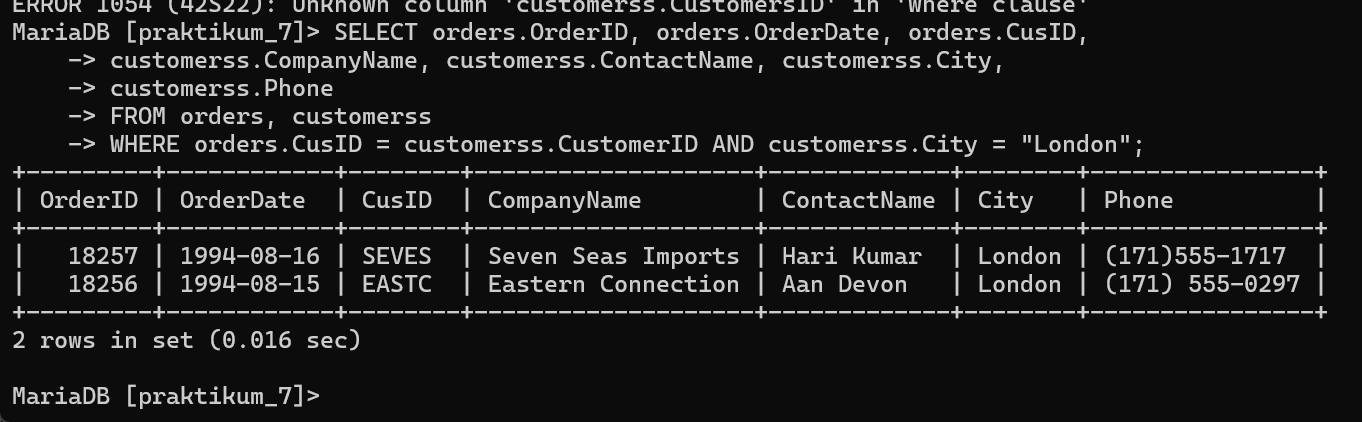 ERROR 1054 (42S22): Unknown column 'customerss.CustomersID' in 'where clause'
MariaDB [praktikum_7]> SELECT orders.OrderID, orders.OrderDate, orders.CusID,
    -> customerss.CompanyName, customerss.ContactName, customerss.City,
    -> customerss.Phone
    -> FROM orders, customerss
    -> WHERE orders.CusID = customerss.CustomerID AND customerss.City = "London";
+---------+------------+--------+----------------------+-------------+--------+----------------+
| OrderID | OrderDate  | CusID  | CompanyName        | ContactName | City   | Phone          |
+---------+------------+--------+--------------------+-------------+--------+----------------+
|   18257 | 1994-08-16 | SEVES  | Seven Seas Imports | Hari Kumar  | London | (171)555-1717  |
|   18256 | 1994-08-15 | EASTC  | Eastern Connection | Aan Devon   | London | (171) 555-0297 |
+---------+------------+--------+--------------------+-------------+--------+----------------+
2 rows in set (0.016 sec)
MariaDB [praktikum_7]>